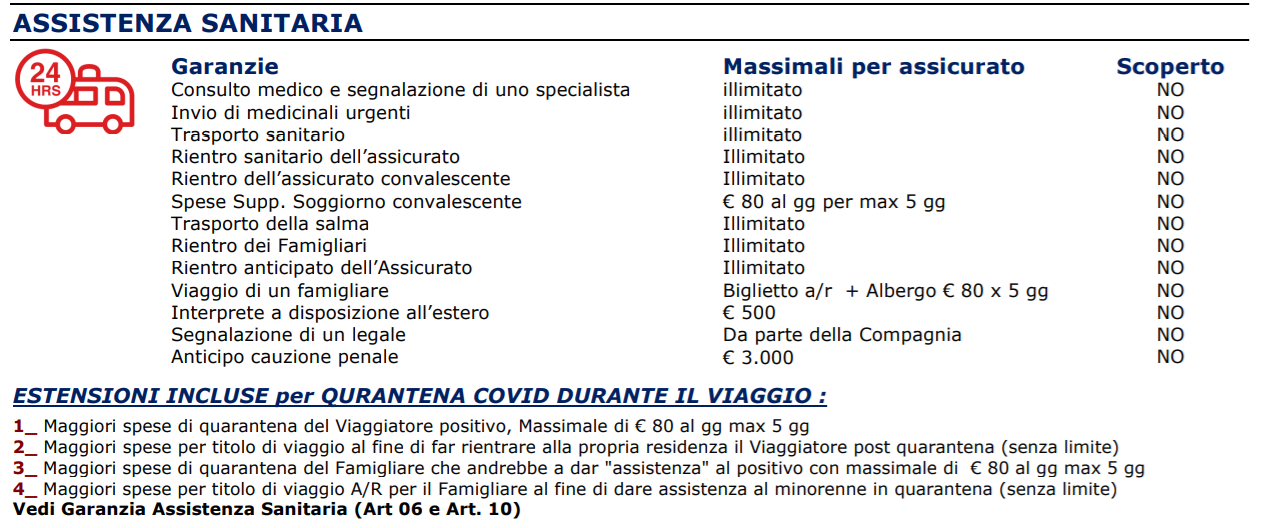 ASSISTENZA SANITARIA
24 HRS
Garanzie Massimali per assicurato Scoperto
Consulto medico e segnalazione di uno specialista illimitato NO
Invio di medicinali urgenti illimitato NO
Trasporto sanitario illimitato NO
Rientro sanitario dell’assicurato Illimitato NO
Rientro dell’assicurato convalescente Illimitato NO
Spese Supp. Soggiorno convalescente € 80 al gg per max 5 gg NO
Trasporto della salma Illimitato NO
Rientro dei Famigliari Illimitato NO
Rientro anticipato dell’Assicurato Illimitato NO
Viaggio di un famigliare Biglietto a/r + Albergo € 80 x 5 gg NO
Interprete a disposizione all’estero € 500 NO
Segnalazione di un legale Da parte della Compagnia NO
Anticipo cauzione penale € 3.000 NO
ESTENSIONI INCLUSE per QURANTENA COVID DURANTE IL VIAGGIO :
1_ Maggiori spese di quarantena del Viaggiatore positivo, Massimale di € 80 al gg max 5 gg
2_ Maggiori spese per titolo di viaggio al fine di far rientrare alla propria residenza il Viaggiatore post quarantena (senza limite)
3_ Maggiori spese di quarantena del Famigliare che andrebbe a dar "assistenza" al positivo con massimale di € 80 al gg max 5 gg
4_ Maggiori spese per titolo di viaggio A/R per il Famigliare al fine di dare assistenza al minorenne in quarantena (senza limite)
Vedi Garanzia Assistenza Sanitaria (Art 06 e Art. 10)